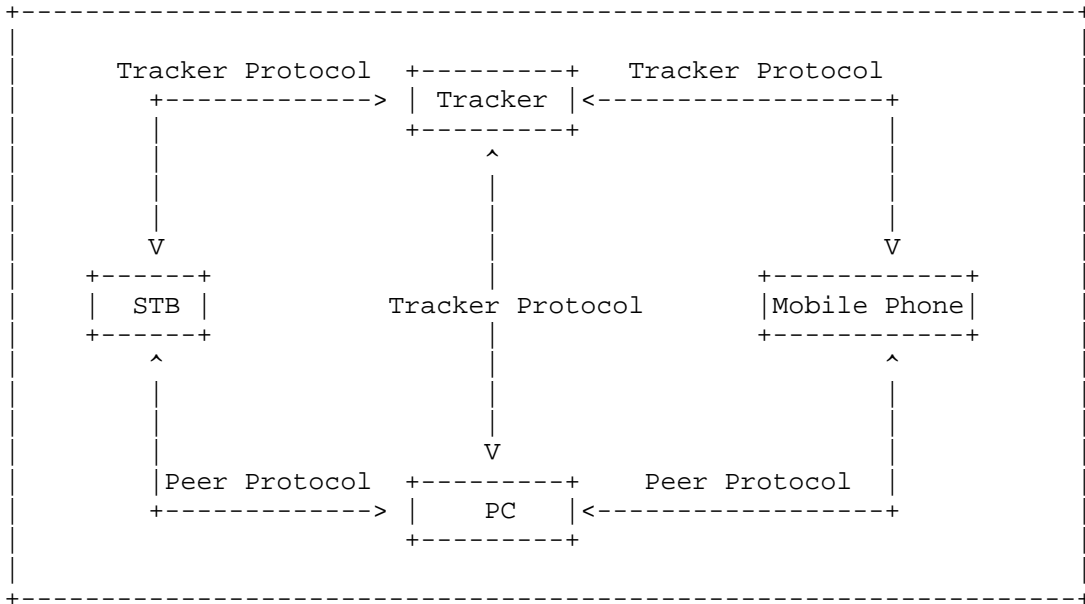 Tracker Protocol Tracker Protocol
Tracker
V V
STB Tracker Protocol Mobile Phone
V
Peer Protocol Peer Protocol
PC